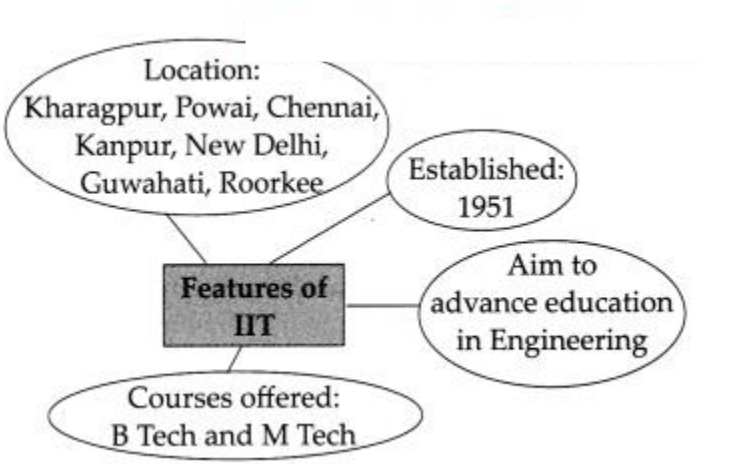 Location:
Kharagpur, Powai, Chennai,
Kanpur, New Delhi,
Guwahati, Roorkee
Established:
1951
Features of
IIT
Aim to
advance education
in Engineering
Courses offered:
B Tech and M Tech